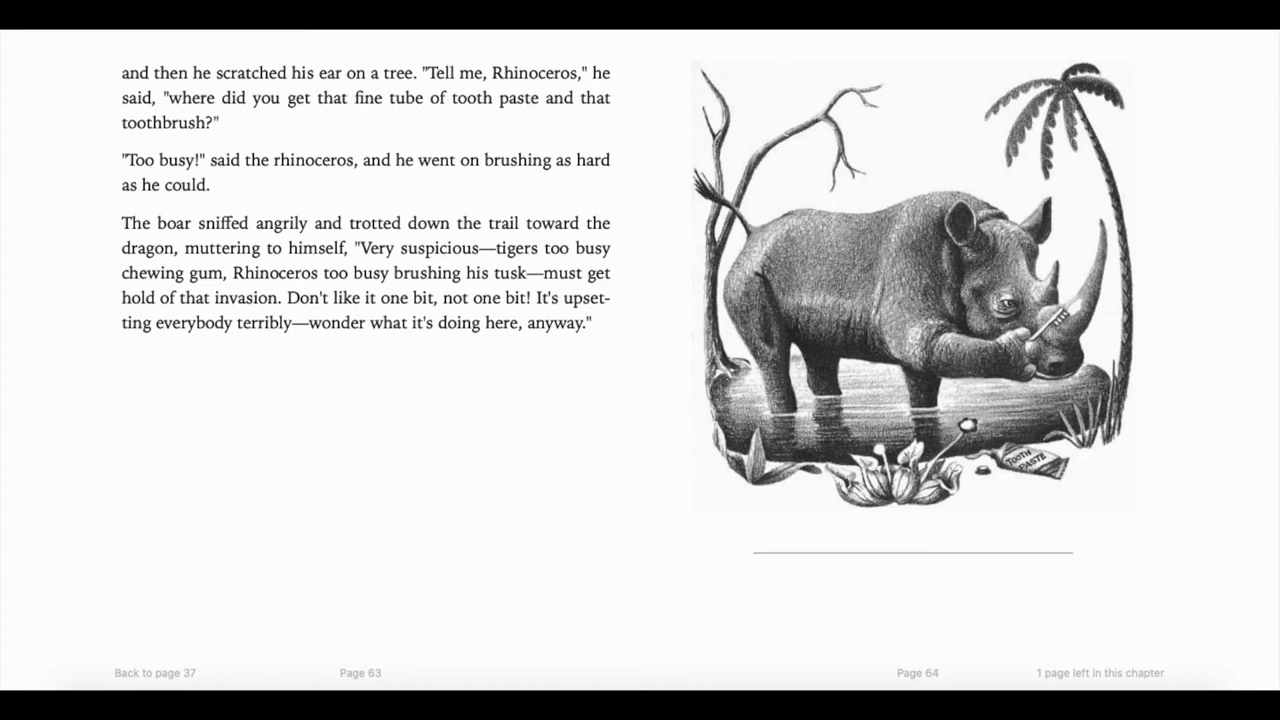 and then he scratched his ear on a tree. "Tell me, Rhinoceros," he
said, "where did you get that fine tube of tooth paste and that
toothbrush?"
"Too busy!" said the rhinoceros, and he went on brushing as hard
as he could.
The boar sniffed angrily and trotted down the trail toward the
dragon, muttering to himself, "Very suspicious—tigers too busy
chewing gum, Rhinoceros too busy brushing his tusk—must get
hold of that invasion. Don't like it one bit, not one bit! It's upset-
ting everybody terribly—wonder what it's doing here, anyway."
TOOTH
PASTE
Back to page 37
Page 63
Page 64
1 page left in this chapter